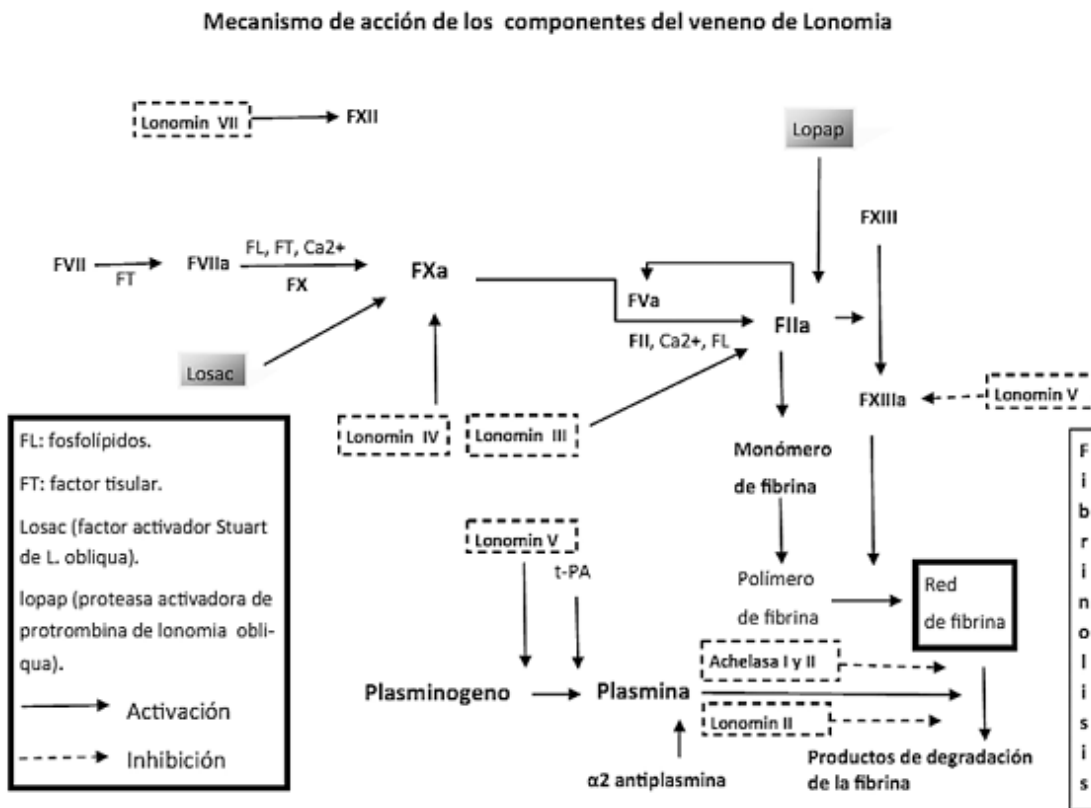 Mecanismo de acción de los componentes del veneno de Lonomia
Lonomin VII
FXII
Lopap
FXIII
FVII
FT
FVIIa
FL, FT, Ca2+
FX
FXa
FVa
FII, Ca2+, FL
FIIa
Losac
Lonomin IV
Lonomin III
FXIIIa
Lonomin V
FL: fosfolípidos.
FT: factor tisular.
Losac (factor activador Stuart
de L. obliqua).
lopap (proteasa activadora de
protrombina de lonomia obli-
qua).
Activación
Inhibición
Monómero
de fibrina
Lonomin V
t-PA
Polímero
de fibrina
Red
de fibrina
Achelasa I y II
Plasminogeno
Plasmina
Lonomin II
α2 antiplasmina
Productos de degradación
de la fibrina
Fibrinolisis